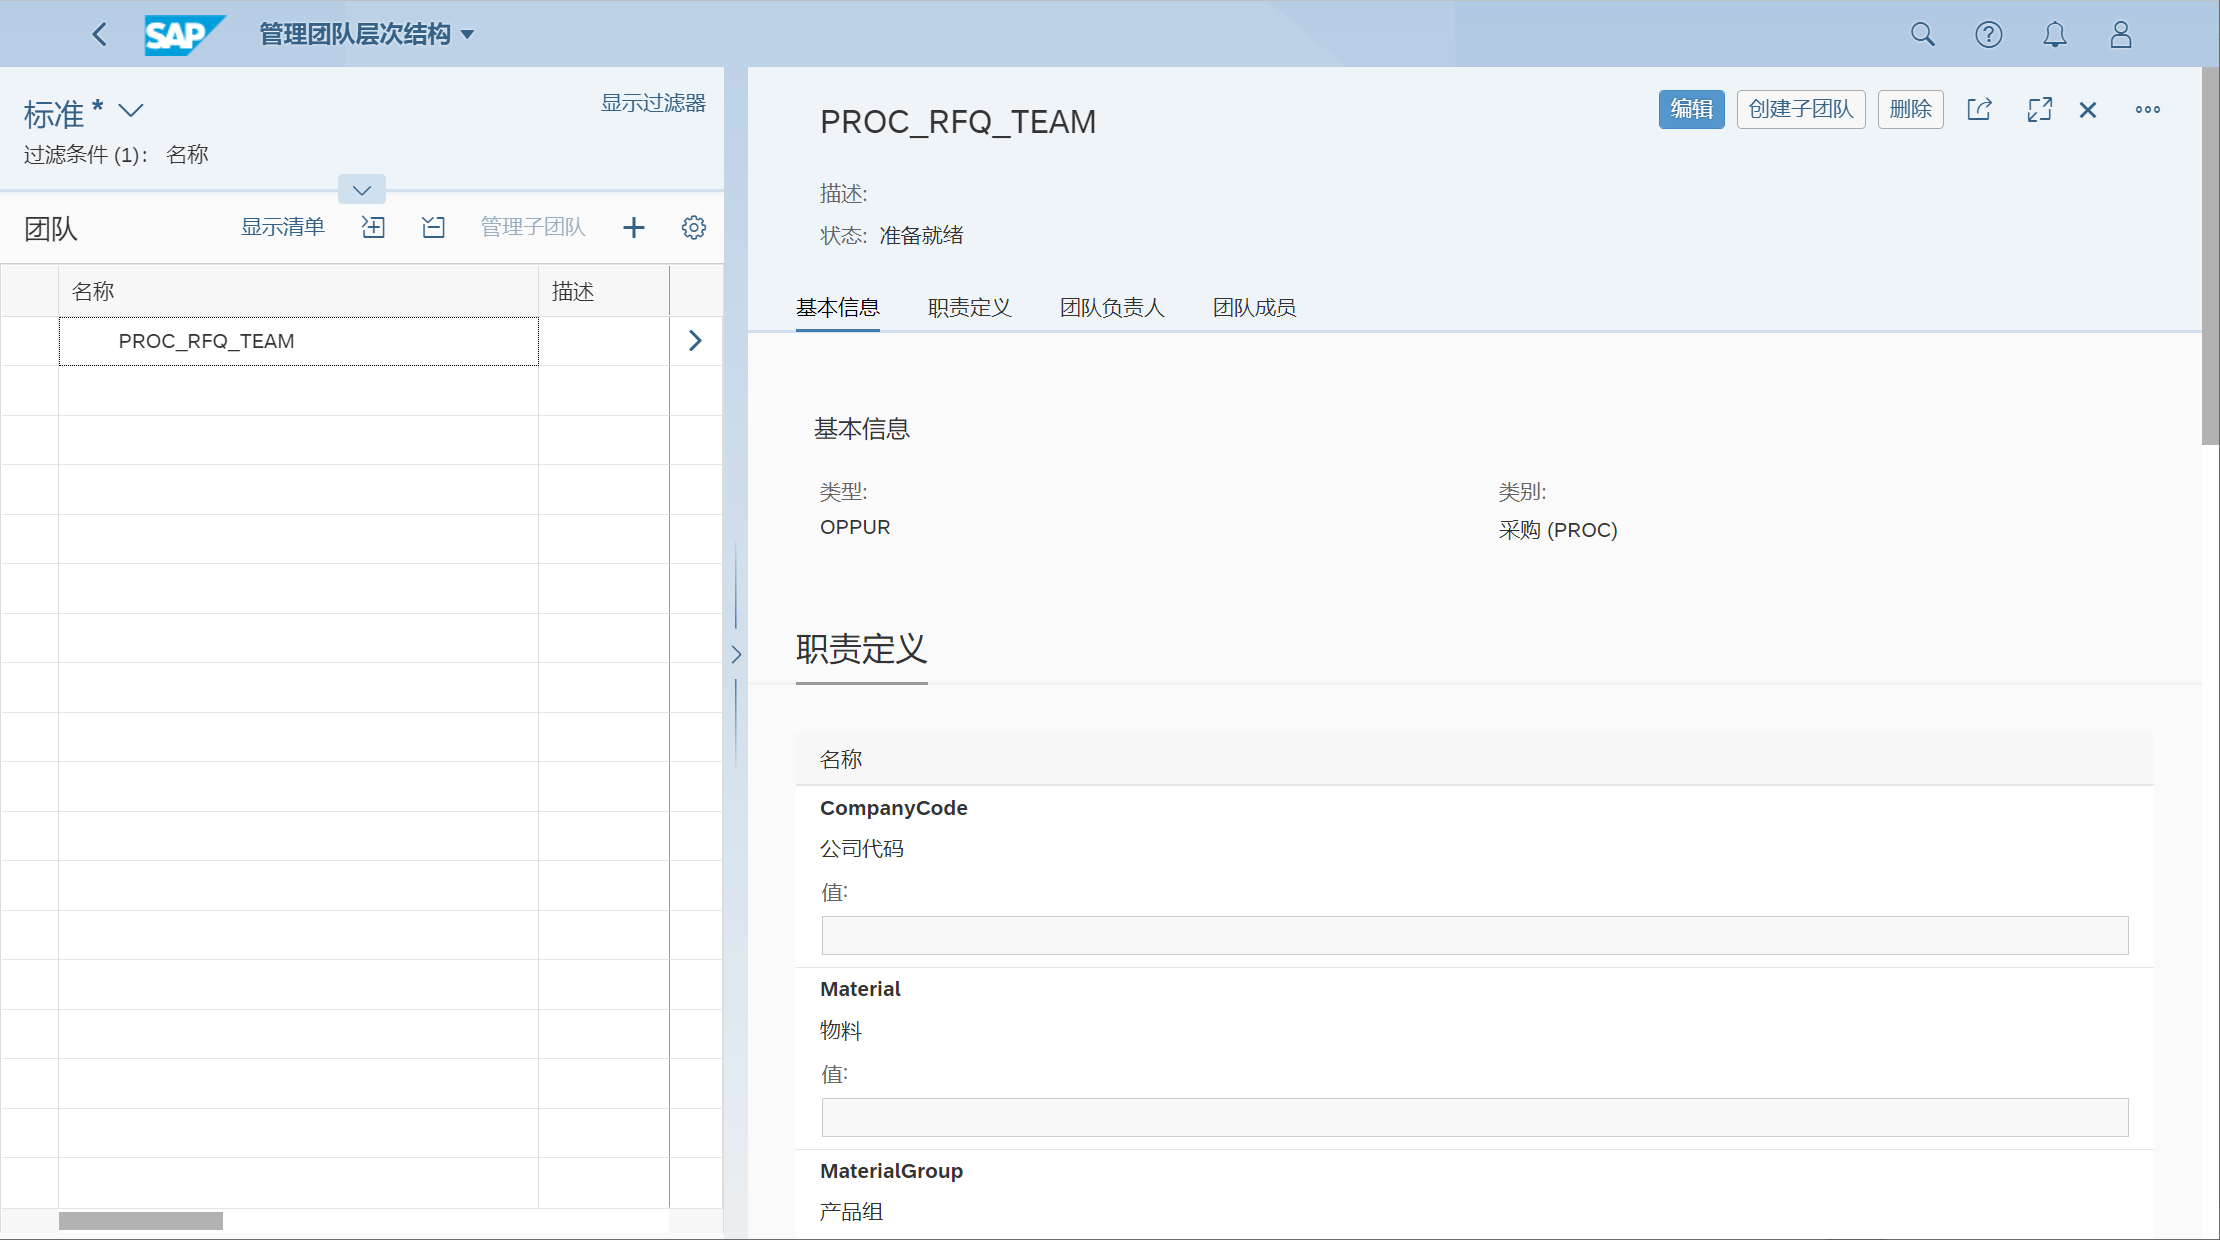 SAP 管理团队层次结构
标准 *
显示过滤器
过滤条件 (1): 名称
团队 显示清单 管理子团队
名称 描述
PROC_RFQ_TEAM
PROC_RFQ_TEAM
编辑 创建子团队 删除
描述:
状态: 准备就绪
基本信息 职责定义 团队负责人 团队成员
基本信息
类型: 类别:
OPPUR 采购 (PROC)
职责定义
名称
CompanyCode
公司代码
值:
Material
物料
值:
MaterialGroup
产品组